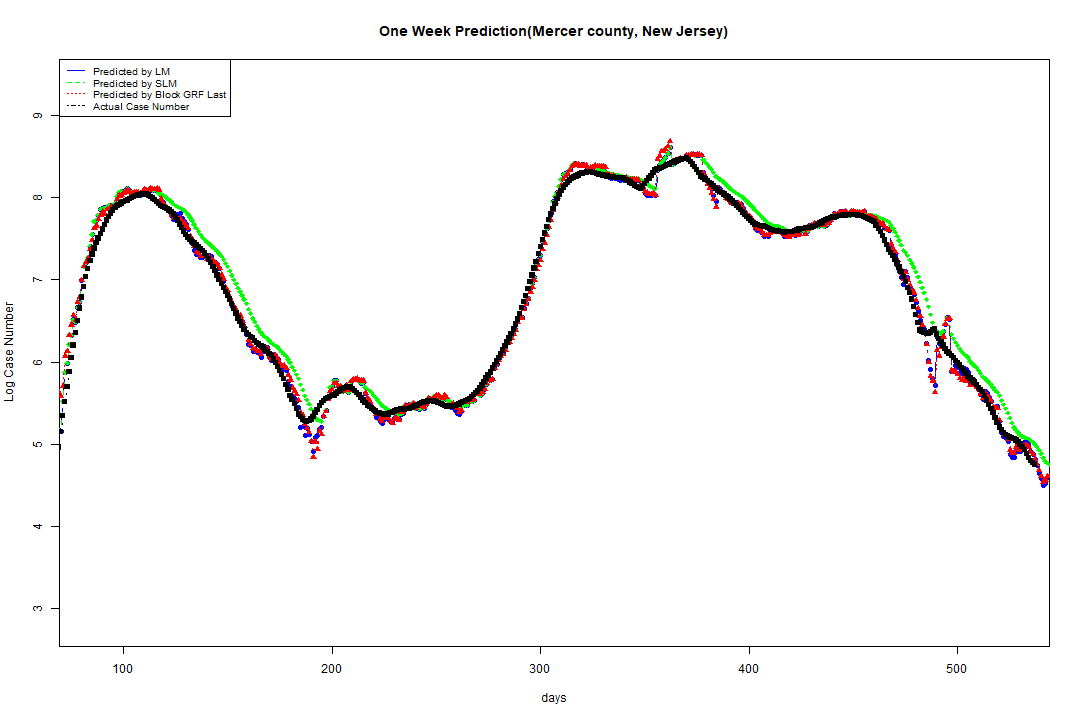 One Week Prediction(Mercer county, New Jersey)
Predicted by LM
Predicted by SLM
Predicted by Block GRF Last
Actual Case Number
9
8
7
6
5
4
3
Log Case Number
100 200 300 400 500
days